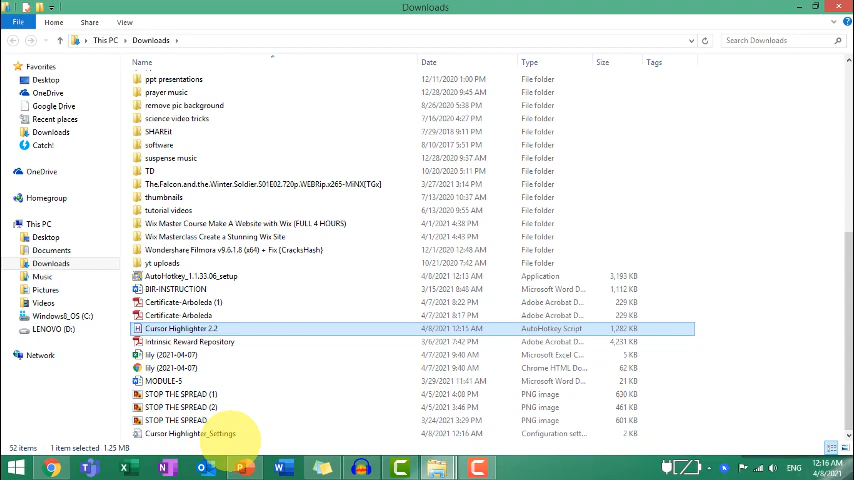 Downloads
File Home Share View
This PC Downloads Search Downloads
Name Date Type Size Tags
Favorites
Desktop
OneDrive
Google Drive
Recent places
Downloads
Catch!
OneDrive
Homegroup
This PC
Desktop
Documents
Downloads
Music
Pictures
Videos
Windows8_OS (C:)
LENOVO (D:)
Network
ppt presentations 12/11/2020 1:00 PM File folder
prayer music 12/28/2020 9:45 AM File folder
remove pic background 8/26/2020 5:38 PM File folder
science video tricks 7/16/2020 4:27 PM File folder
SHAREit 7/29/2018 9:11 PM File folder
software 8/10/2017 5:51 PM File folder
suspense music 12/28/2020 9:37 AM File folder
TD 10/20/2020 5:11 PM File folder
The.Falcon.and.the.Winter.Soldier.S01E02.720p.WEBRip.x265-MiNX[TGx] 3/27/2021 3:14 PM File folder
thumbnails 7/13/2020 10:37 AM File folder
tutorial videos 6/13/2020 9:55 AM File folder
Wix Master Course Make A Website with Wix (FULL 4 HOURS) 4/1/2021 4:38 PM File folder
Wix Masterclass Create a Stunning Wix Site 4/1/2021 4:43 PM File folder
Wondershare Filmora v9.6.1.8 (x64) + Fix {CracksHash} 12/1/2020 12:48 AM File folder
yt uploads 10/21/2020 7:42 AM File folder
AutoHotkey_1.1.33.06_setup 4/8/2021 12:13 AM Application 3,193 KB
BIR-INSTRUCTION 3/15/2021 8:48 PM Microsoft Word D... 1,112 KB
Certificate-Arboleda (1) 4/7/2021 8:22 PM Adobe Acrobat D... 229 KB
Certificate-Arboleda 4/7/2021 8:17 PM Adobe Acrobat D... 229 KB
Cursor Highlighter 2.2 4/8/2021 12:15 AM AutoHotkey Script 1,282 KB
Intrinsic Reward Repository 3/6/2021 7:42 PM Adobe Acrobat D... 4,231 KB
lily (2021-04-07) 4/7/2021 9:40 AM Microsoft Excel C... 5 KB
lily (2021-04-07) 4/7/2021 9:40 AM Chrome HTML Do... 62 KB
MODULE-5 3/29/2021 11:41 AM Microsoft Word D... 21 KB
STOP THE SPREAD (1) 4/5/2021 4:08 PM PNG image 630 KB
STOP THE SPREAD (2) 4/5/2021 3:46 PM PNG image 461 KB
STOP THE SPREAD 3/24/2021 3:29 PM PNG image 601 KB
Cursor Highlighter_Settings 4/8/2021 12:16 AM Configuration sett... 2 KB
52 items 1 item selected 1.25 MB
ENG 12:16 AM
4/8/2021